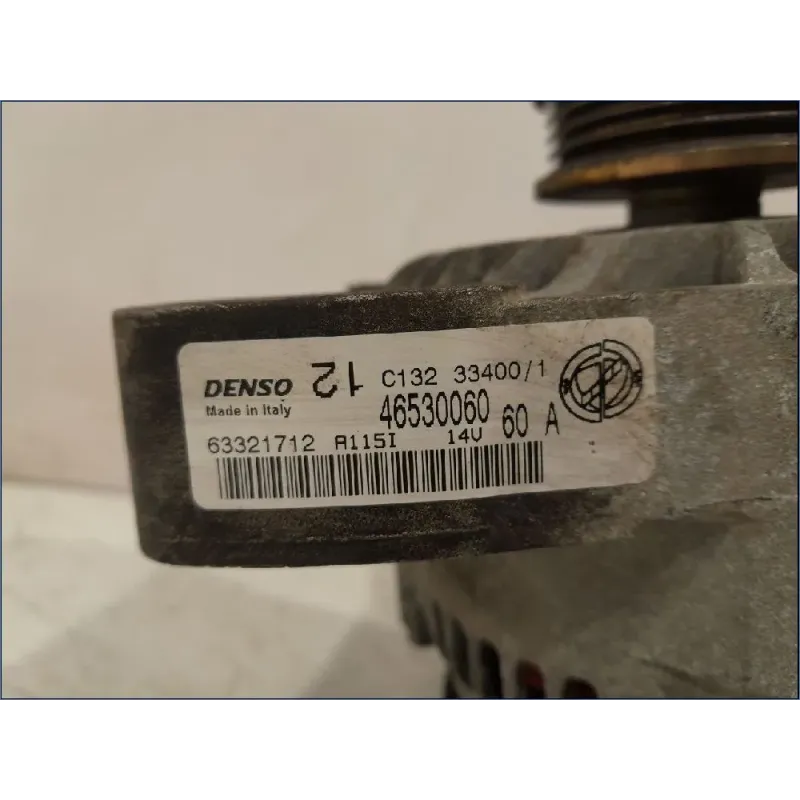 DENSO 12 C132 33400/1
Made in Italy 46530060 60 A
63321712 A115I 14V